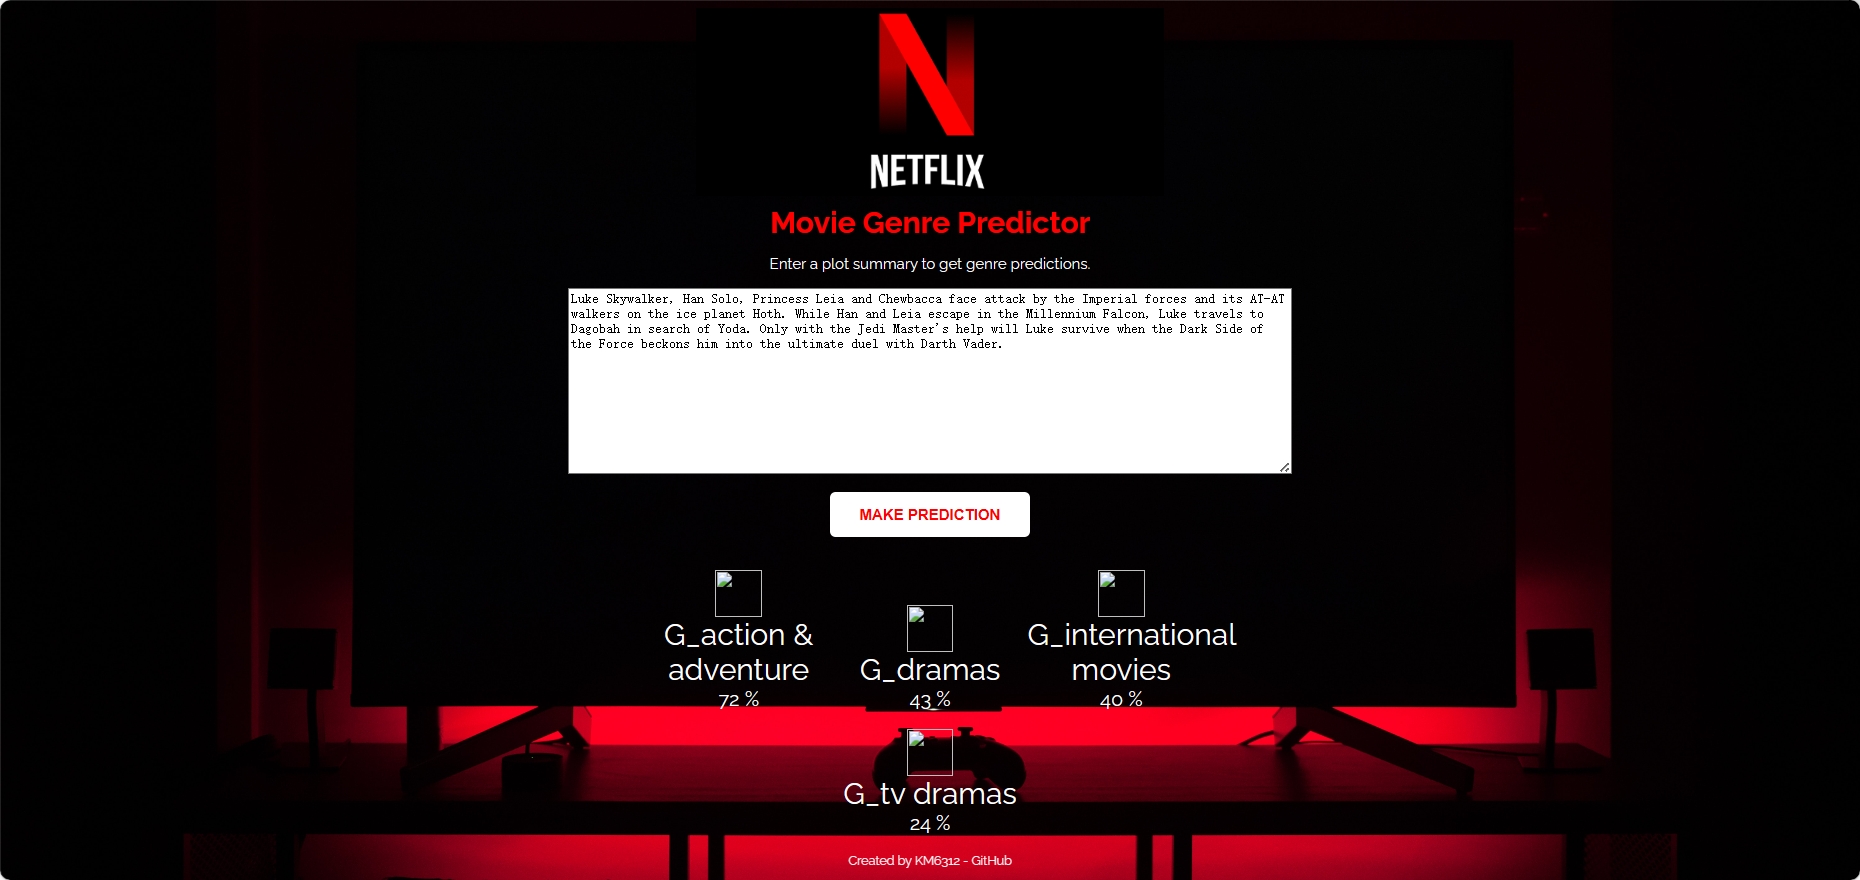 NETFLIX
Movie Genre Predictor
Enter a plot summary to get genre predictions.
Luke Skywalker, Han Solo, Princess Leia and Chewbacca face attack by the Imperial forces and its AT-AT
walkers on the ice planet Hoth. While Han and Leia escape in the Millennium Falcon, Luke travels to
Dagobah in search of Yoda. Only with the Jedi Master's help will Luke survive when the Dark Side of
the Force beckons him into the ultimate duel with Darth Vader.
MAKE PREDICTION
G_action &
adventure
72 %
G_dramas
43 %
G_international
movies
40 %
G_tv dramas
24 %
Created by KM6312 - GitHub